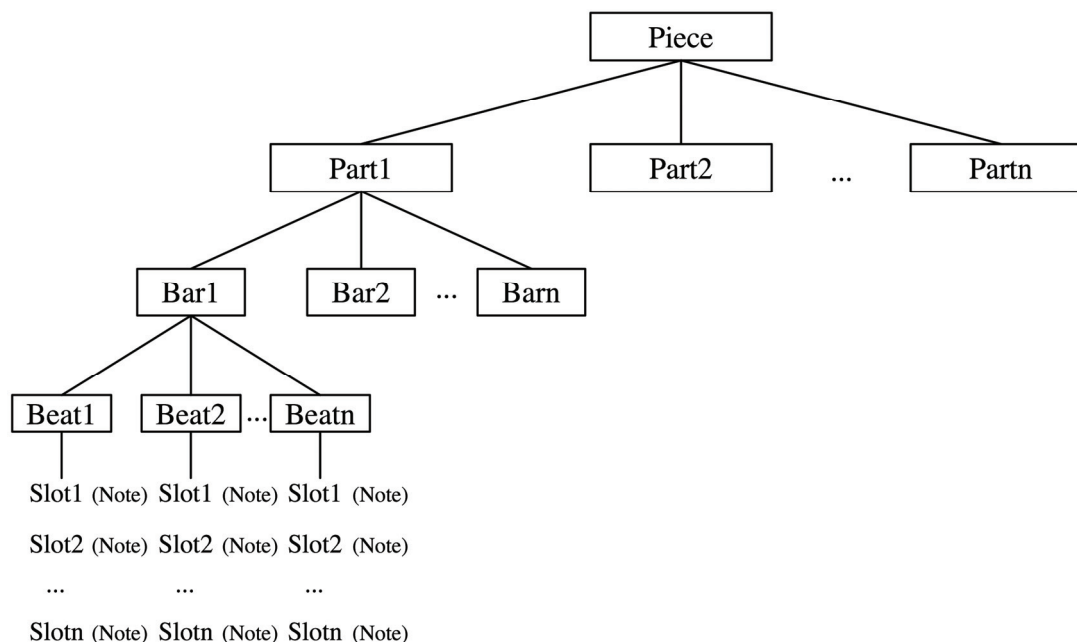 Piece
Part1 Part2 ... Partn
Bar1 Bar2 ... Barn
Beat1 Beat2 ... Beatn
Slot1 (Note) Slot1 (Note) Slot1 (Note)
Slot2 (Note) Slot2 (Note) Slot2 (Note)
... ... ...
Slotn (Note) Slotn (Note) Slotn (Note)